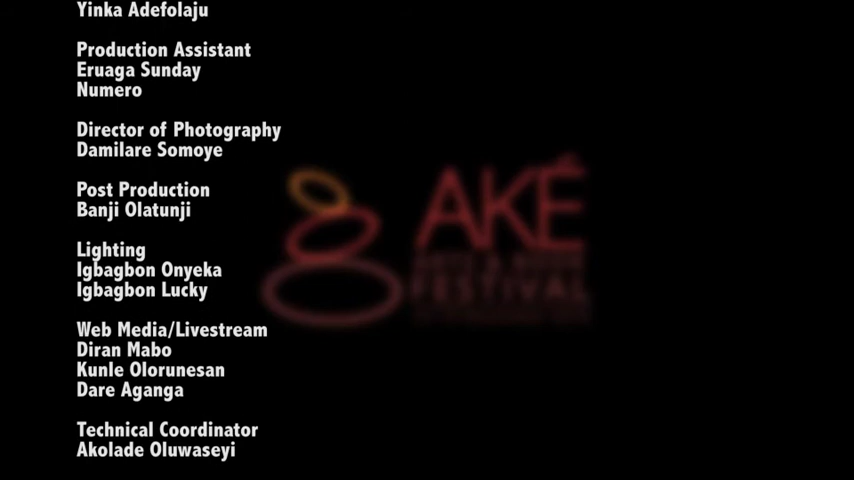 Yinka Adefolaju
Production Assistant
Eruaga Sunday
Numero
Director of Photography
Damilare Somoye
Post Production
Banji Olatunji
Lighting
Igbagbon Onyeka
Igbagbon Lucky
Web Media/Livestream
Diran Mabo
Kunle Olorunesan
Dare Aganga
Technical Coordinator
Akolade Oluwaseyi
AKÉ
FESTIVAL